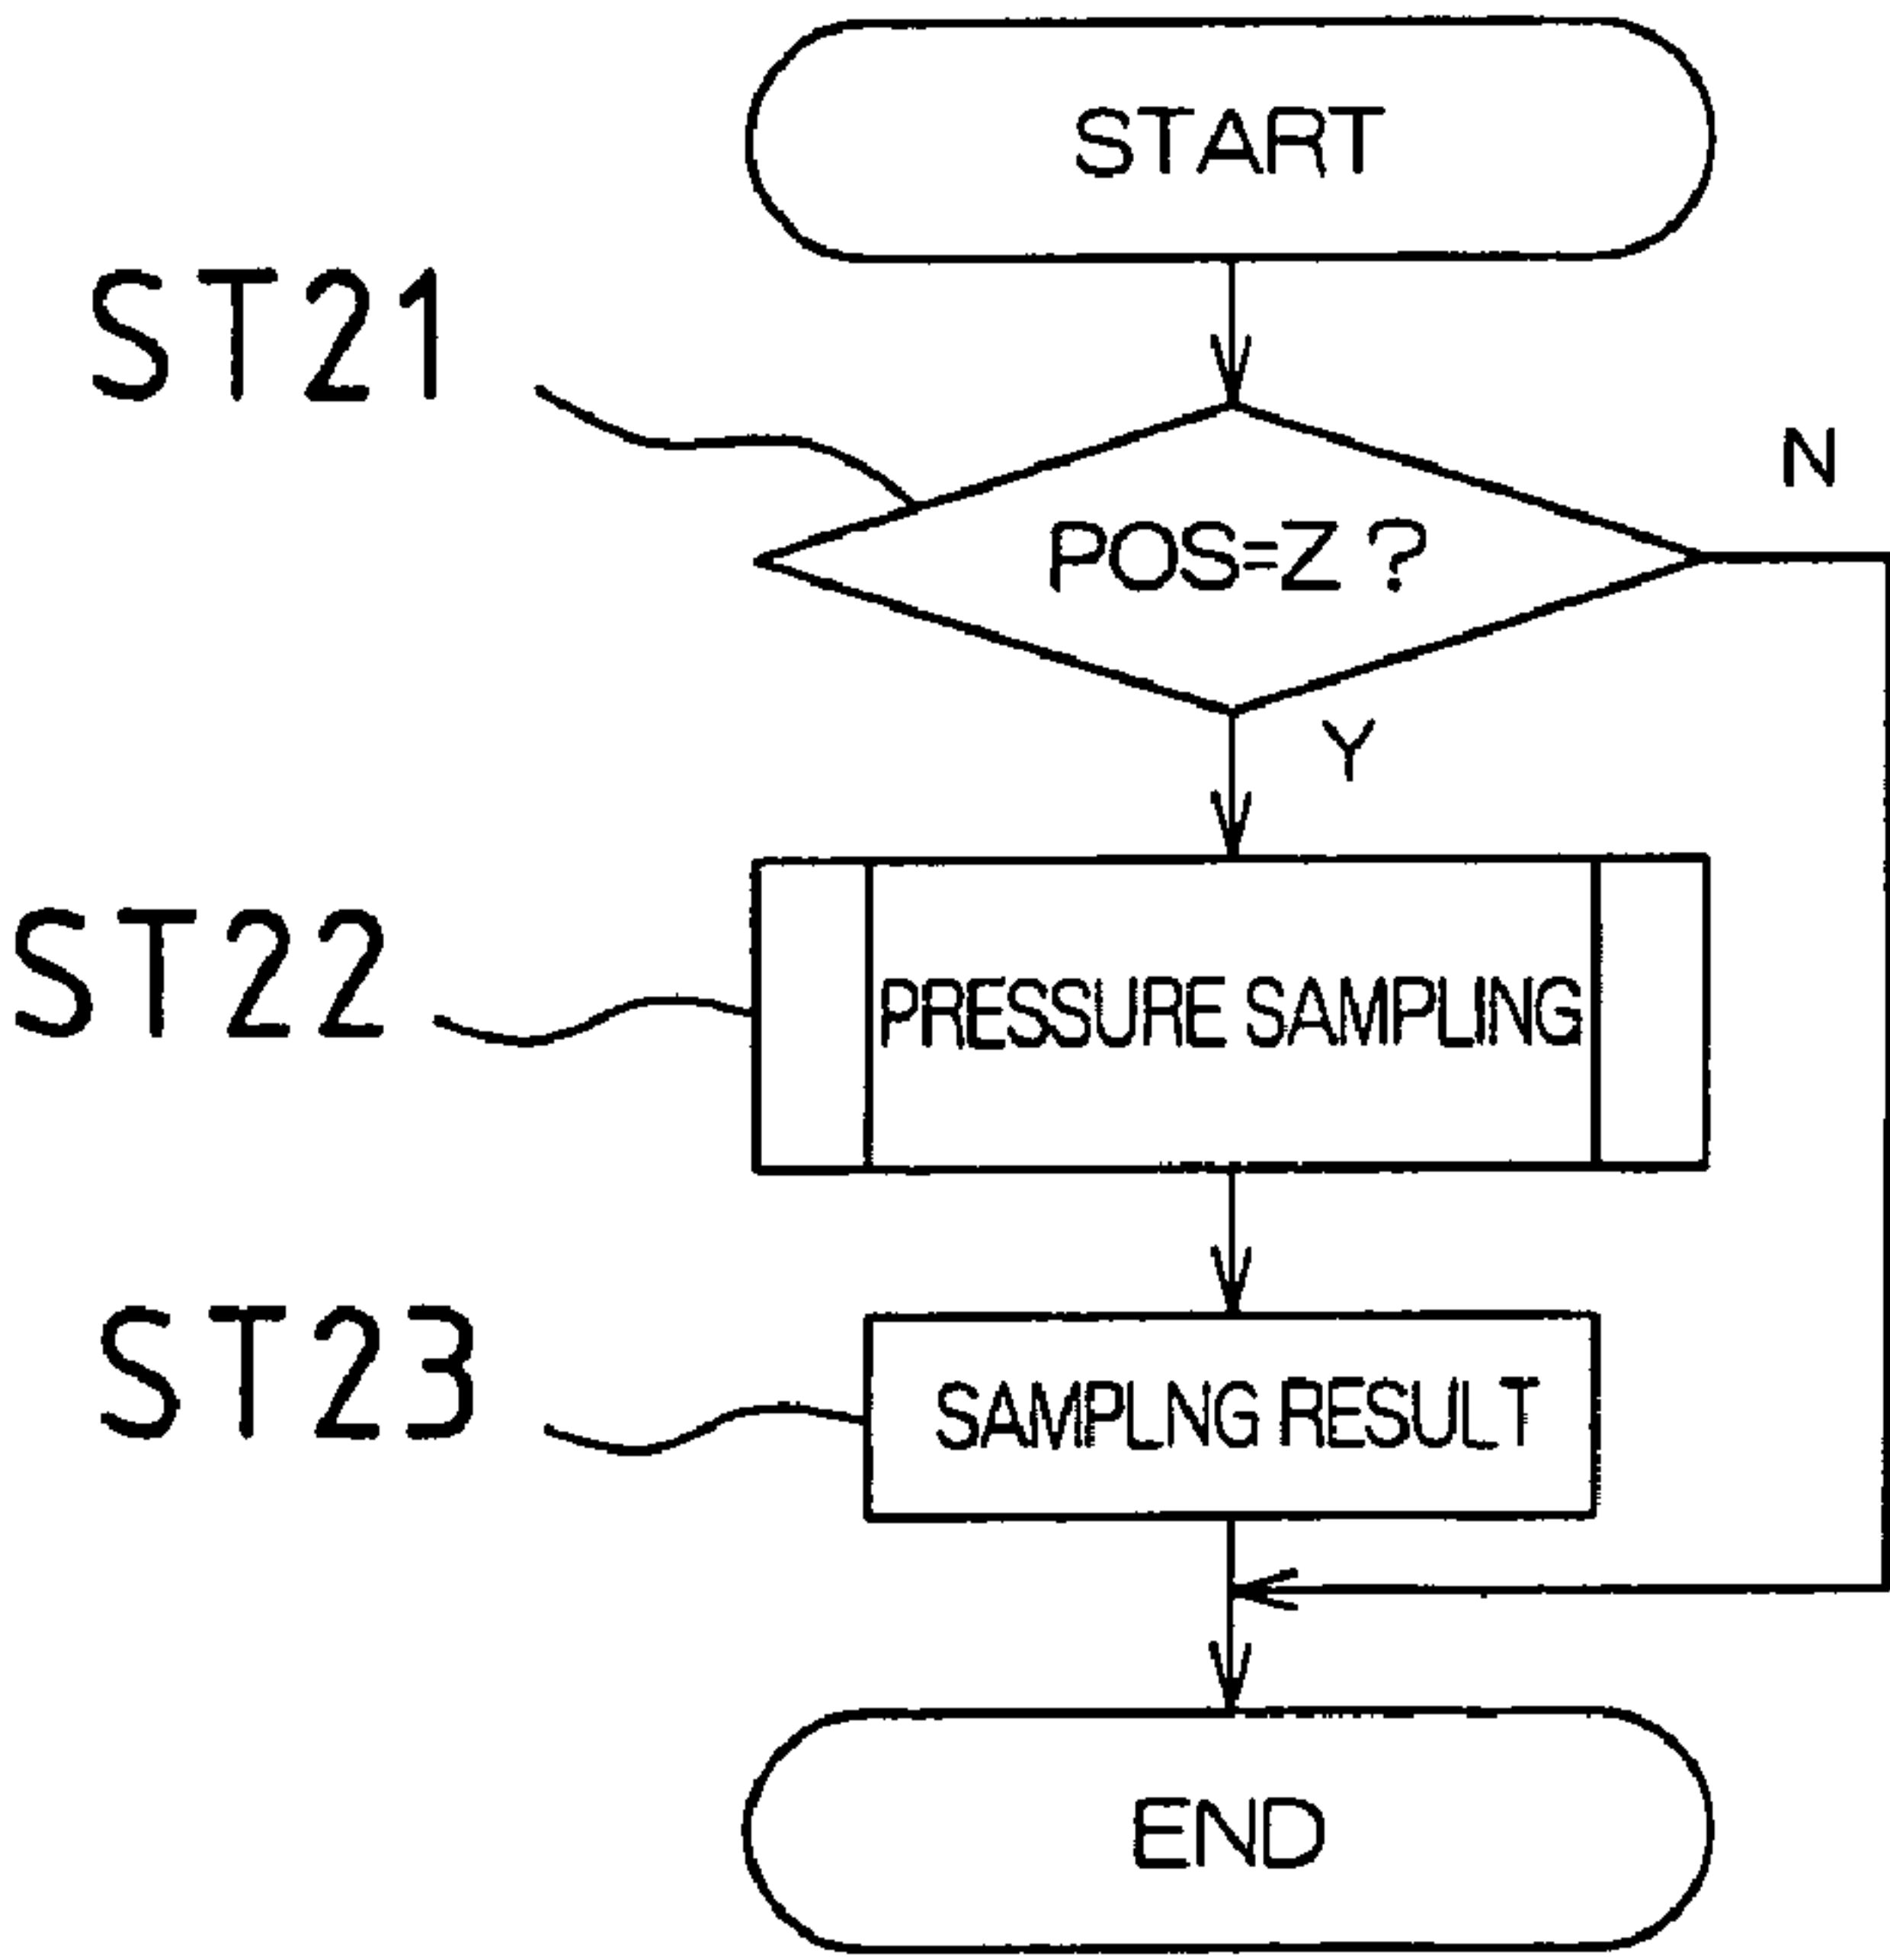 START
ST21
N
POS=Z ?
Y
ST22
PRESSURE SAMPLING
ST23
SAMPLNG RESULT
END